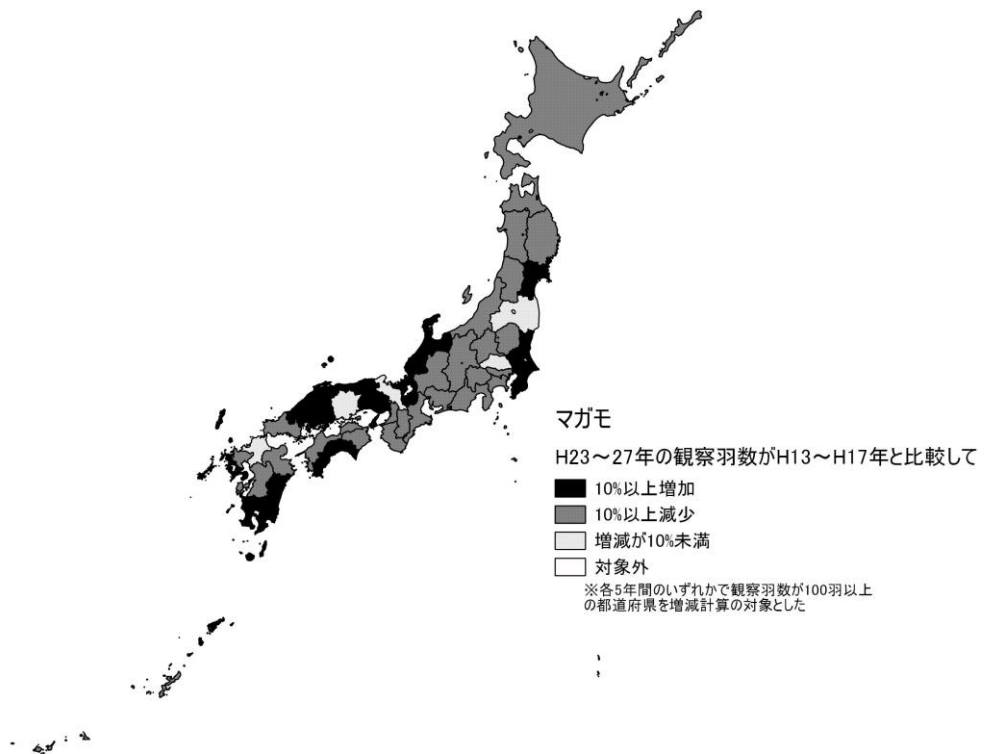 マガモ
H23～27年の観察羽数がH13～H17年と比較して
10%以上増加
10%以上減少
増減が10%未満
対象外
※各5年間のいずれかで観察羽数が100羽以上
の都道府県を増減計算の対象とした